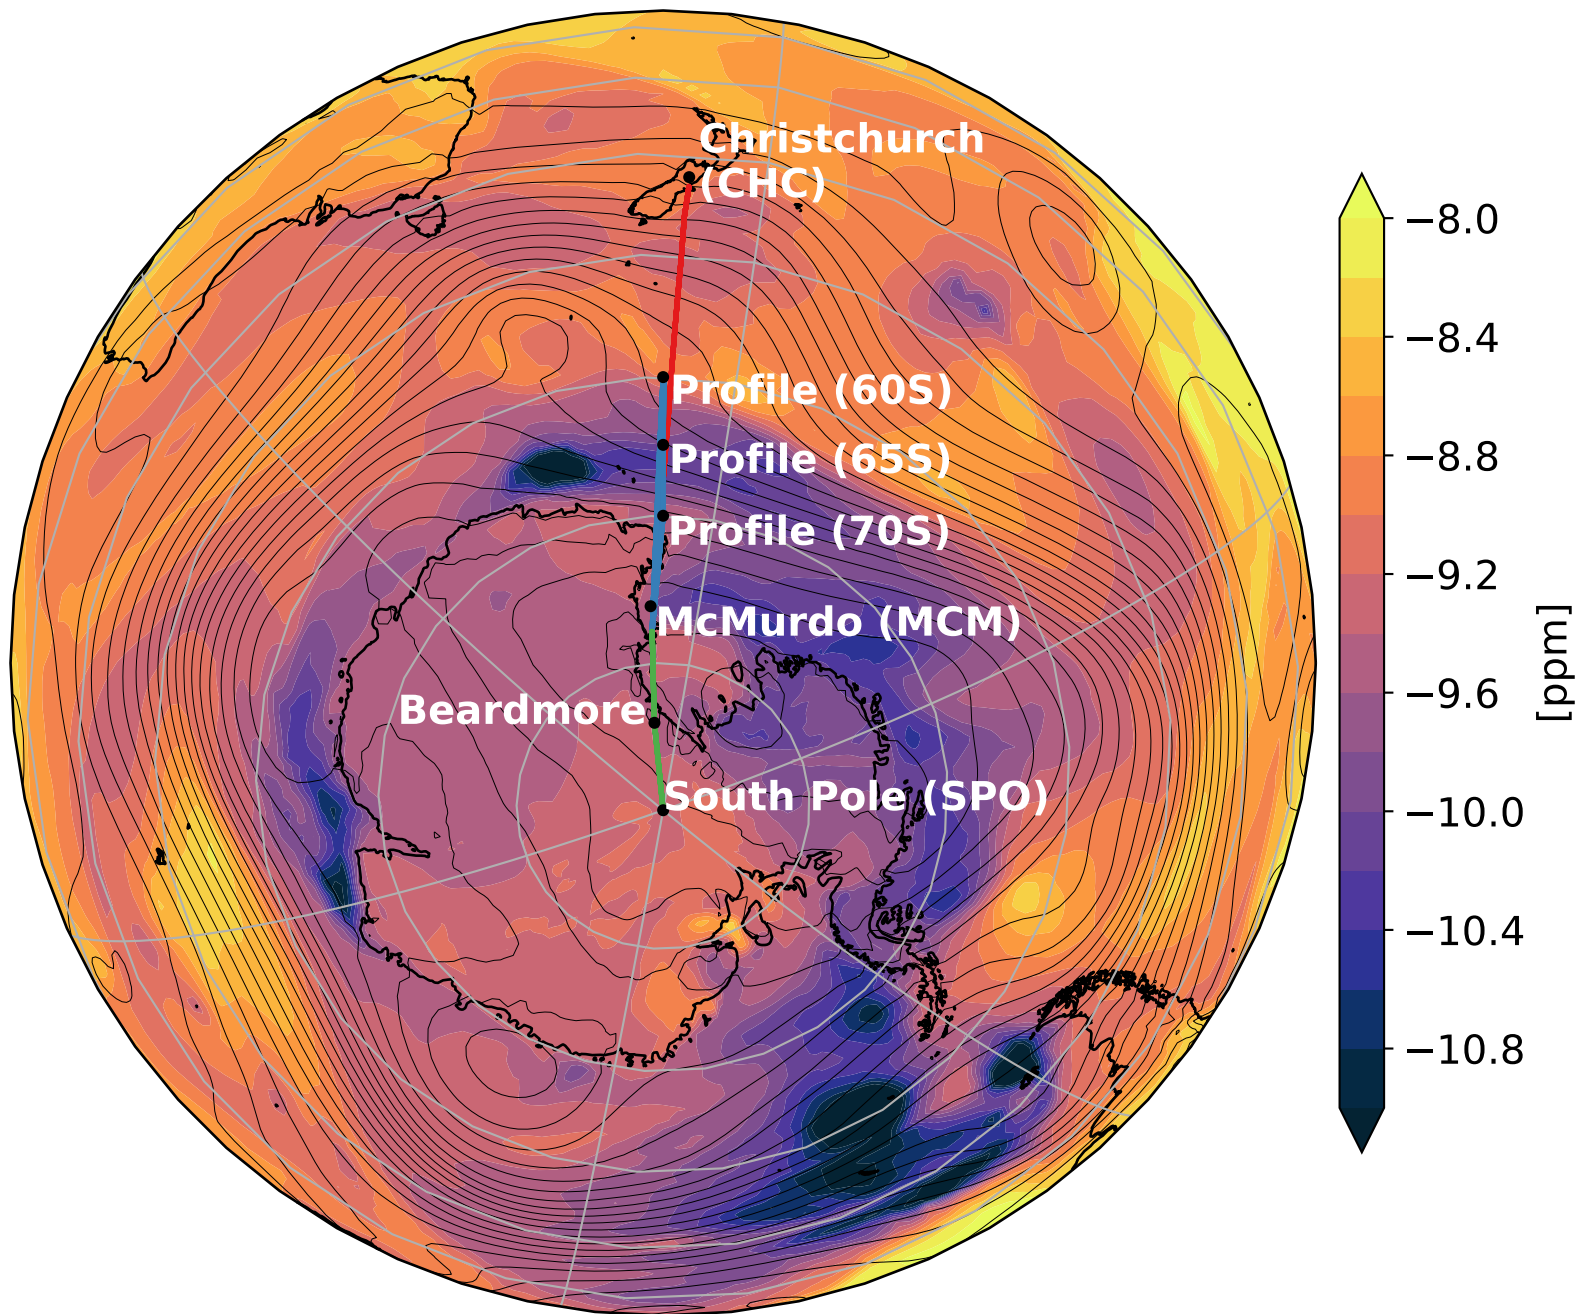 Christchurch
(CHC)
Profile (60S)
Profile (65S)
Profile (70S)
McMurdo (MCM)
Beardmore
South Pole (SPO)
−8.0
−8.4
−8.8
−9.2
−9.6
−10.0
−10.4
−10.8
[ppm]